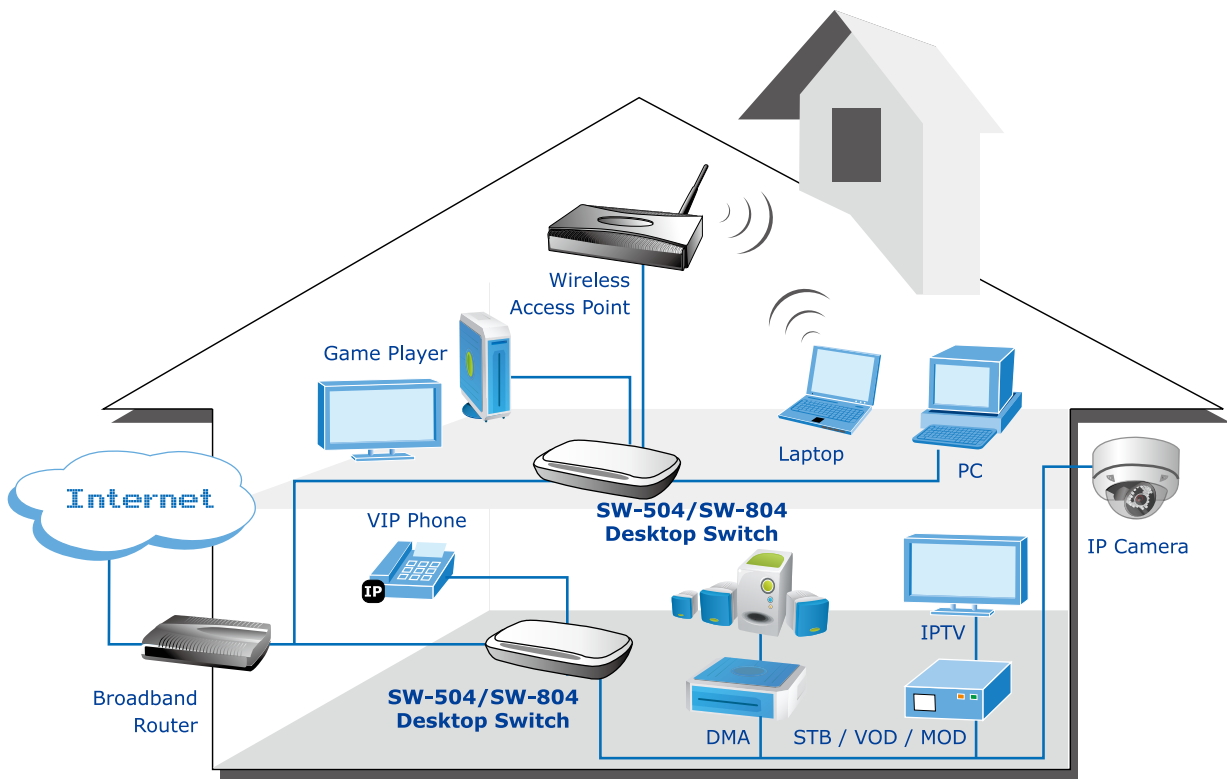 Wireless
Access Point
Game Player
Laptop
PC
Internet
SW-504/SW-804
Desktop Switch
VIP Phone
IP
IP Camera
IPTV
Broadband
Router
SW-504/SW-804
Desktop Switch
DMA
STB / VOD / MOD